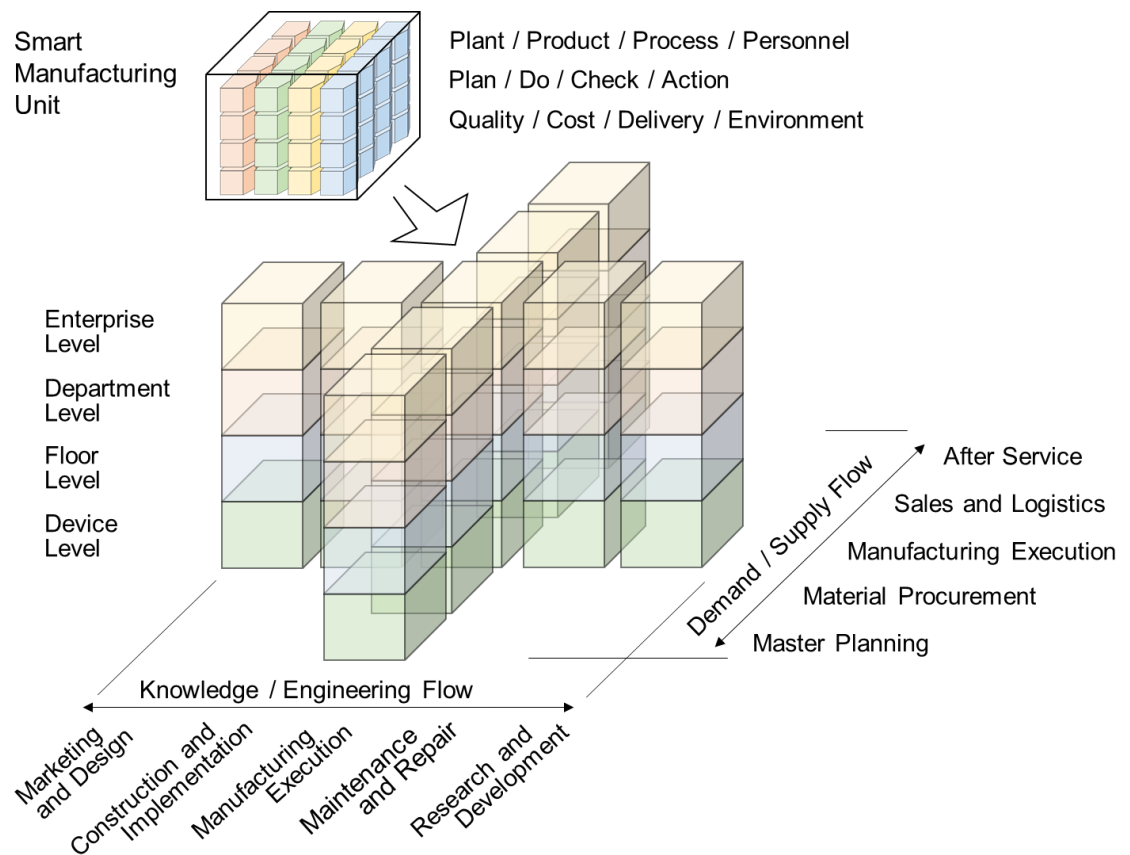 Smart
Manufacturing
Unit
Plant / Product / Process / Personnel
Plan / Do / Check / Action
Quality / Cost / Delivery / Environment
Enterprise
Level
Department
Level
Floor
Level
Device
Level
After Service
Sales and Logistics
Manufacturing Execution
Material Procurement
Master Planning
Demand / Supply Flow
Knowledge / Engineering Flow
Marketing
and Design
Construction and
Implementation
Manufacturing
Execution
Maintenance
and Repair
Research and
Development